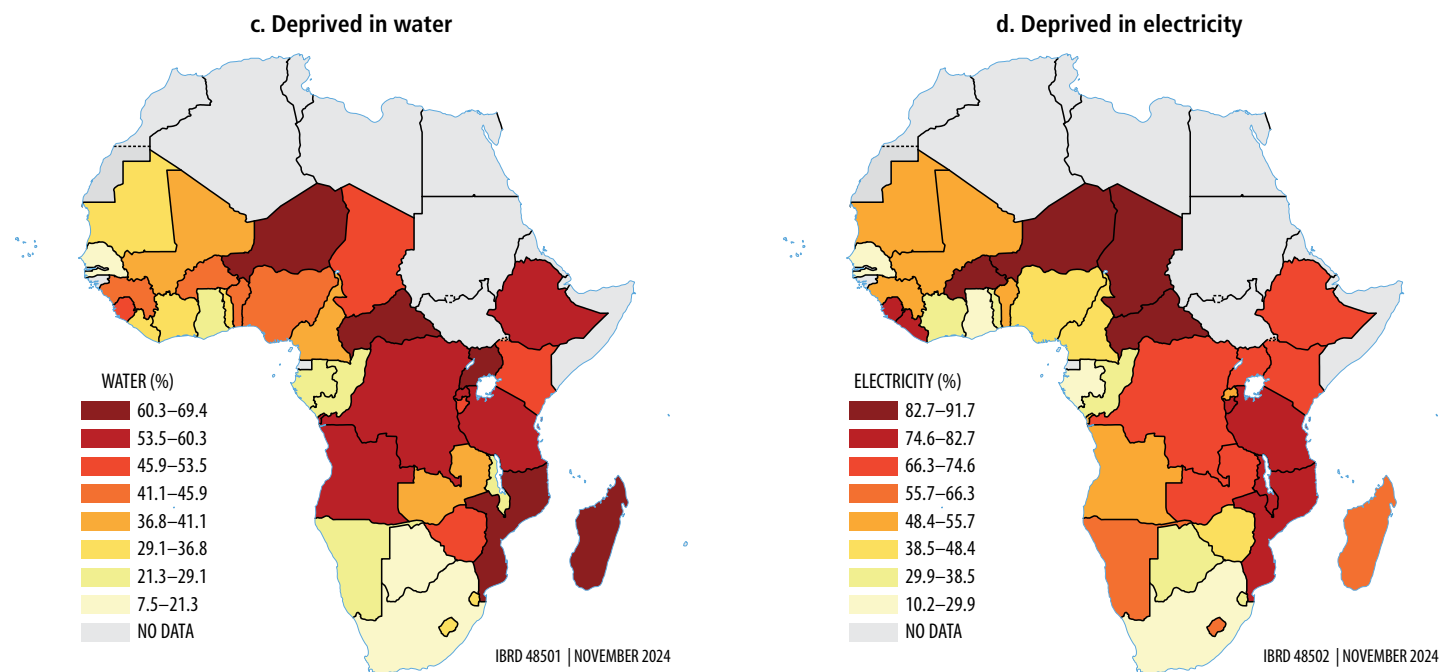 c. Deprived in water
WATER (%)
60.3–69.4
53.5–60.3
45.9–53.5
41.1–45.9
36.8–41.1
29.1–36.8
21.3–29.1
7.5–21.3
NO DATA
IBRD 48501 | NOVEMBER 2024
d. Deprived in electricity
ELECTRICITY (%)
82.7–91.7
74.6–82.7
66.3–74.6
55.7–66.3
48.4–55.7
38.5–48.4
29.9–38.5
10.2–29.9
NO DATA
IBRD 48502 | NOVEMBER 2024